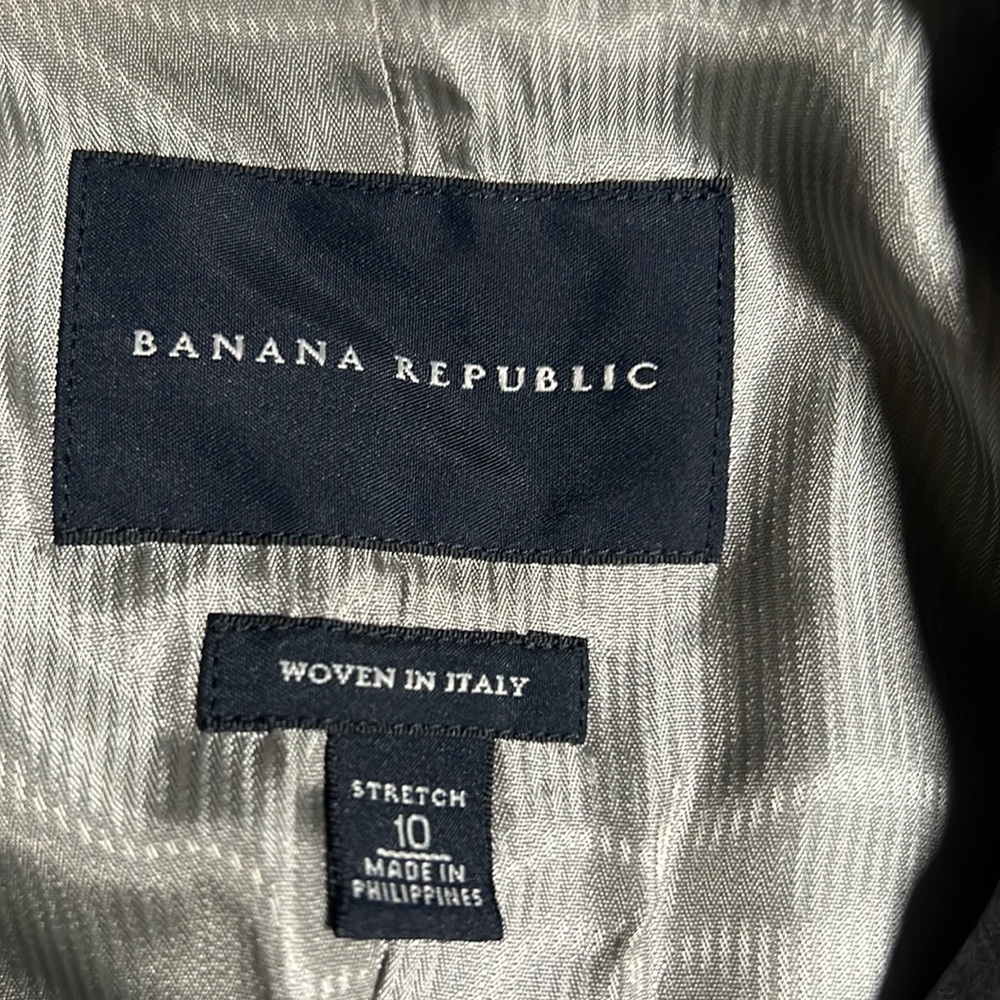 BANANA REPUBLIC
WOVEN IN ITALY
STRETCH
10
MADE IN
PHILIPPINES